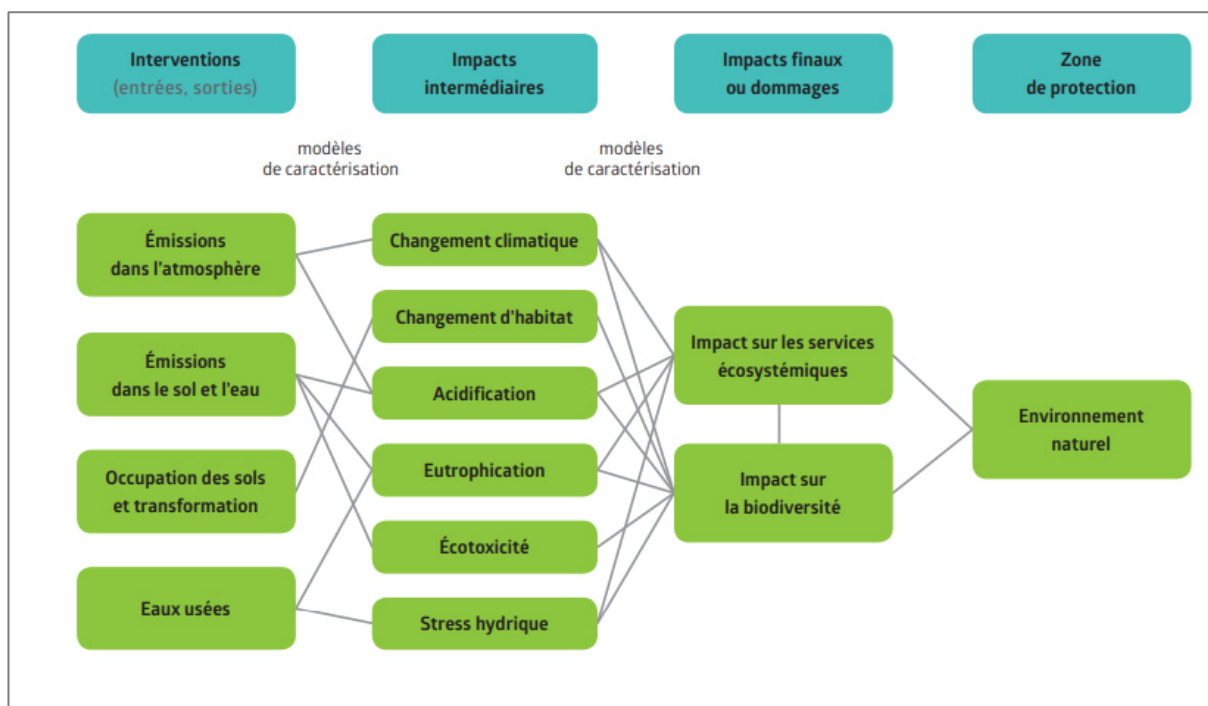 Interventions
(entrées, sorties)
Impacts
intermédiaires
Impacts finaux
ou dommages
Zone
de protection
modèles
de caractérisation
modèles
de caractérisation
Émissions
dans l'atmosphère
Émissions
dans le sol et l'eau
Occupation des sols
et transformation
Eaux usées
Changement climatique
Changement d'habitat
Acidification
Eutrophication
Écotoxicité
Stress hydrique
Impact sur les services
écosystémiques
Impact sur
la biodiversité
Environnement
naturel